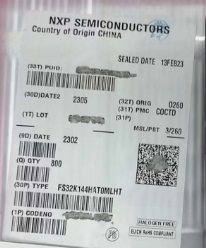 NXP SEMICONDUCTORS
Country of Origin CHINA
SEALED DATE 13FEB23
(33T) PUID:
(30D)DATE2 2305
(32T) ORIG 0260
(31T) PMC COCTD
(1T) LOT
(31P)
MSL/PBT 3/260
(9D) DATE 2302
(Q) QTY 800
(30P) TYPE FS32K144HAT0MLHT
(1P) CODENO
HALOGEN FREE
EU/CN RoHS COMPLIANT